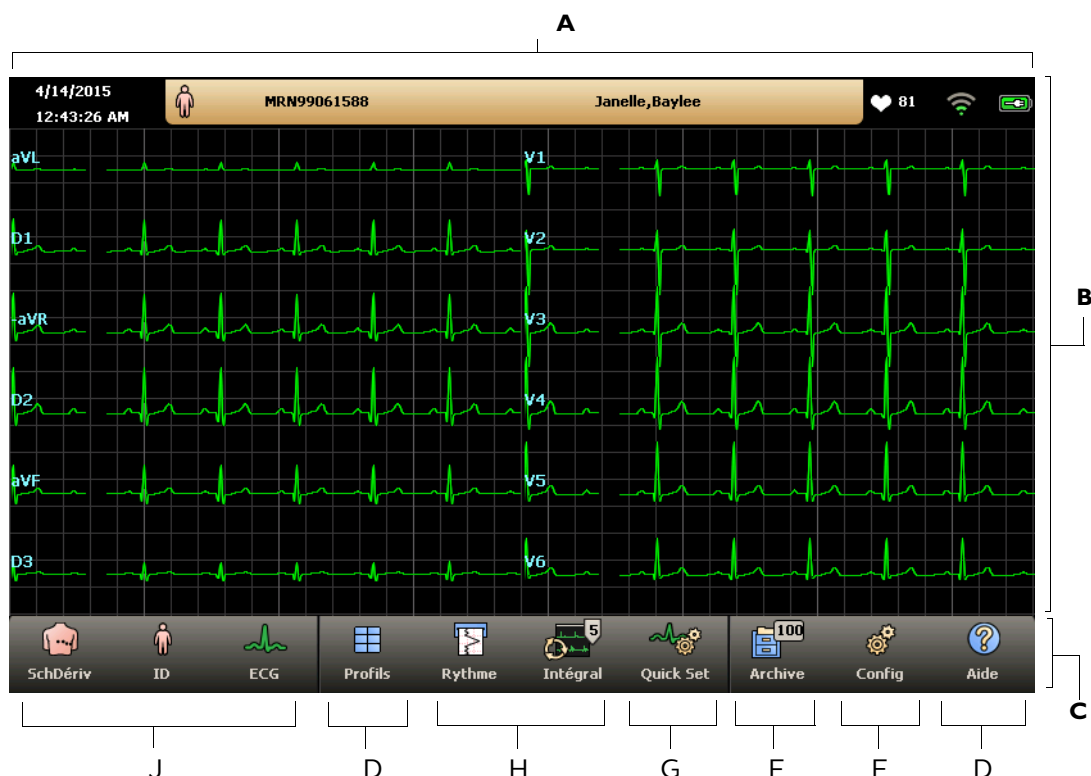 A
4/14/2015
12:43:26 AM
MRN99061588
Janelle,Baylee
81
aVL
V1
D1
V2
B
-aVR
V3
D2
V4
aVF
V5
D3
V6
5
100
SchDériv
ID
ECG
Profils
Rythme
Intégral
Quick Set
Archive
Config
Aide
C
J
D
H
G
F
E
D